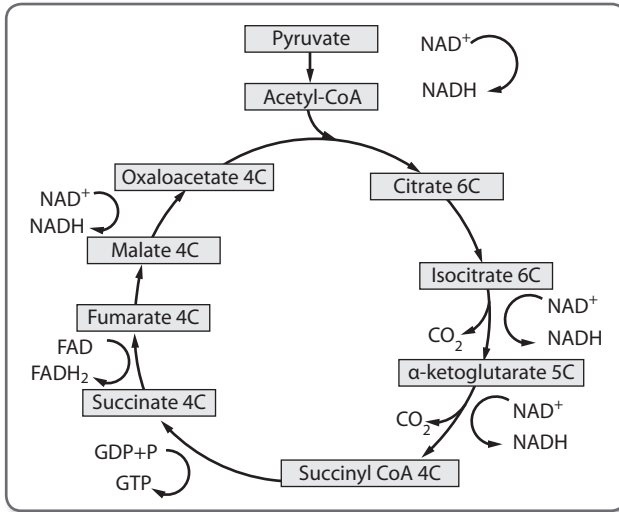 Pyruvate
NAD⁺
NADH
Acetyl-CoA
Oxaloacetate 4C
Citrate 6C
NAD⁺
NADH
Malate 4C
Isocitrate 6C
NAD⁺
CO₂
NADH
Fumarate 4C
FAD
FADH₂
α-ketoglutarate 5C
Succinate 4C
CO₂
NAD⁺
NADH
GDP+P
GTP
Succinyl CoA 4C